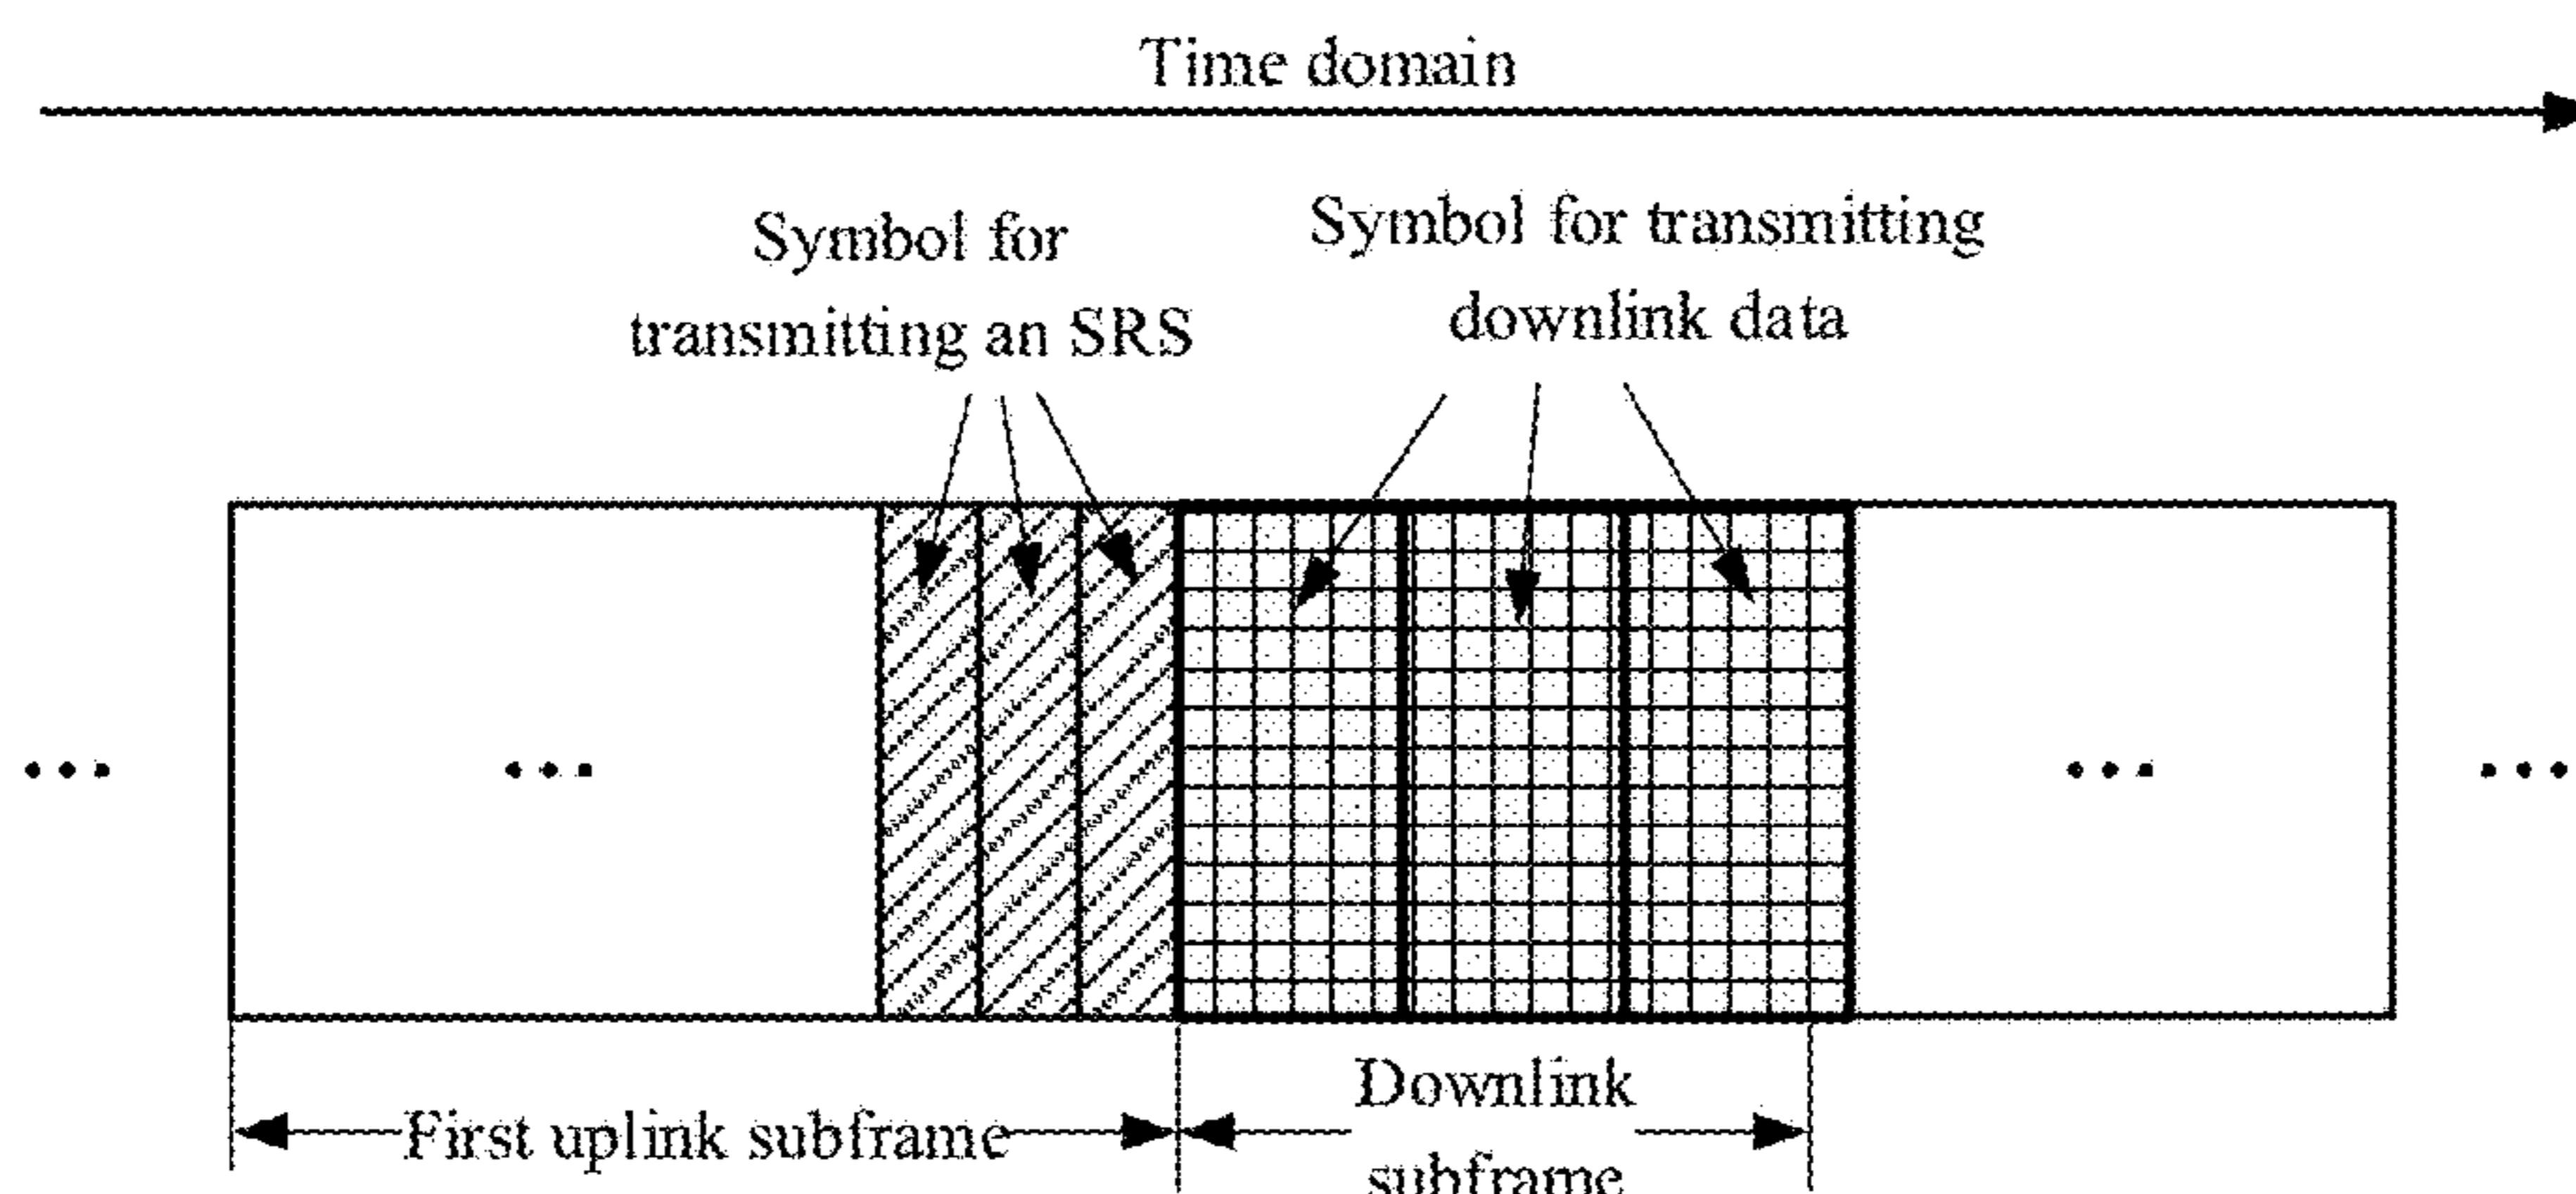 Time domain
Symbol for
transmitting an SRS
Symbol for transmitting
downlink data
...
...
...
...
First uplink subframe
Downlink
subframe